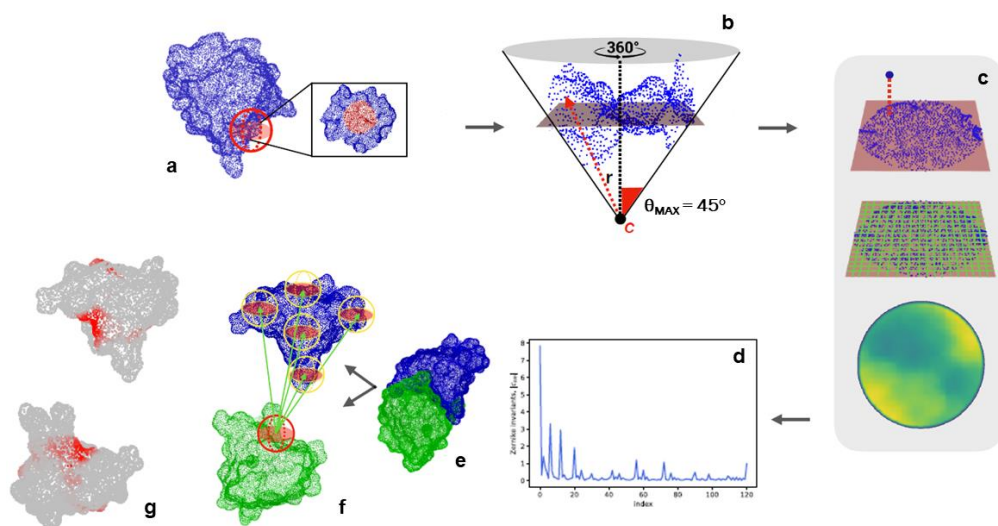 a
b
360°
r
θMAX = 45°
C
c
d
Zernike invariants, |cnm|
8
7
6
5
4
3
2
1
0
0 20 40 60 80 100 120
index
e
f
g